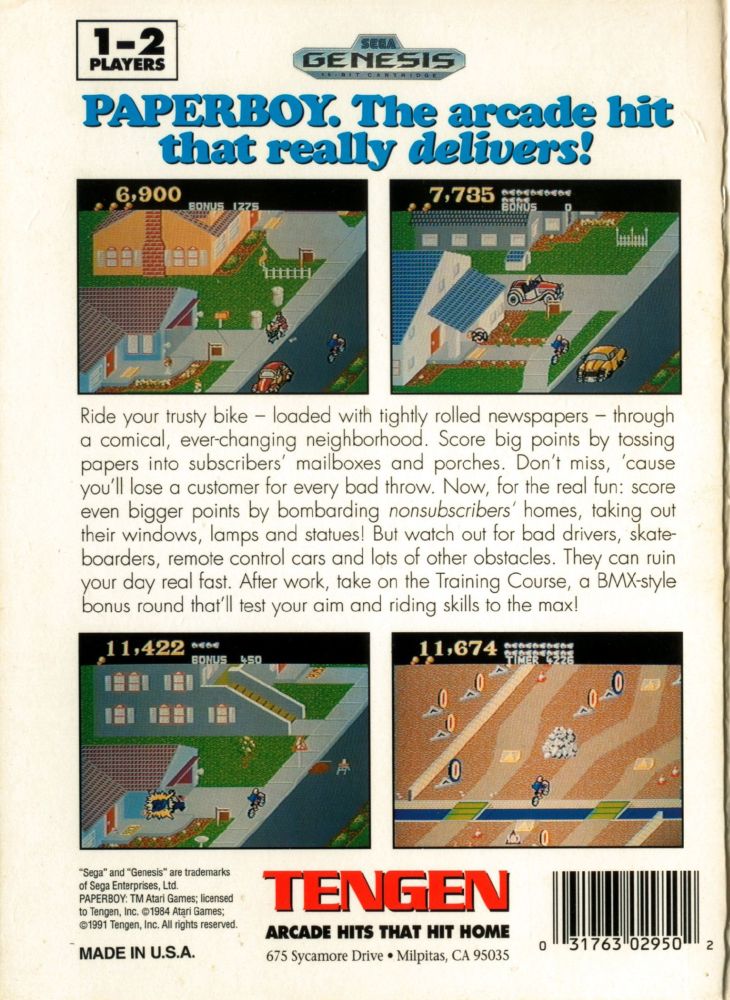 1-2
PLAYERS
SEGA
GENESIS
16-BIT CARTRIDGE
PAPERBOY. The arcade hit
that really delivers!
6,900
BONUS 1275
7,735
BONUS 0
250
Ride your trusty bike – loaded with tightly rolled newspapers – through
a comical, ever-changing neighborhood. Score big points by tossing
papers into subscribers' mailboxes and porches. Don't miss, 'cause
you'll lose a customer for every bad throw. Now, for the real fun: score
even bigger points by bombarding nonsubscribers' homes, taking out
their windows, lamps and statues! But watch out for bad drivers, skate-
boarders, remote control cars and lots of other obstacles. They can ruin
your day real fast. After work, take on the Training Course, a BMX-style
bonus round that'll test your aim and riding skills to the max!
11,422
BONUS 450
11,674
TIMER 4226
"Sega" and "Genesis" are trademarks
of Sega Enterprises, Ltd.
PAPERBOY: TM Atari Games; licensed
to Tengen, Inc. ©1984 Atari Games;
©1991 Tengen, Inc. All rights reserved.
MADE IN U.S.A.
TENGEN
ARCADE HITS THAT HIT HOME
675 Sycamore Drive • Milpitas, CA 95035
0 31763 02950 2